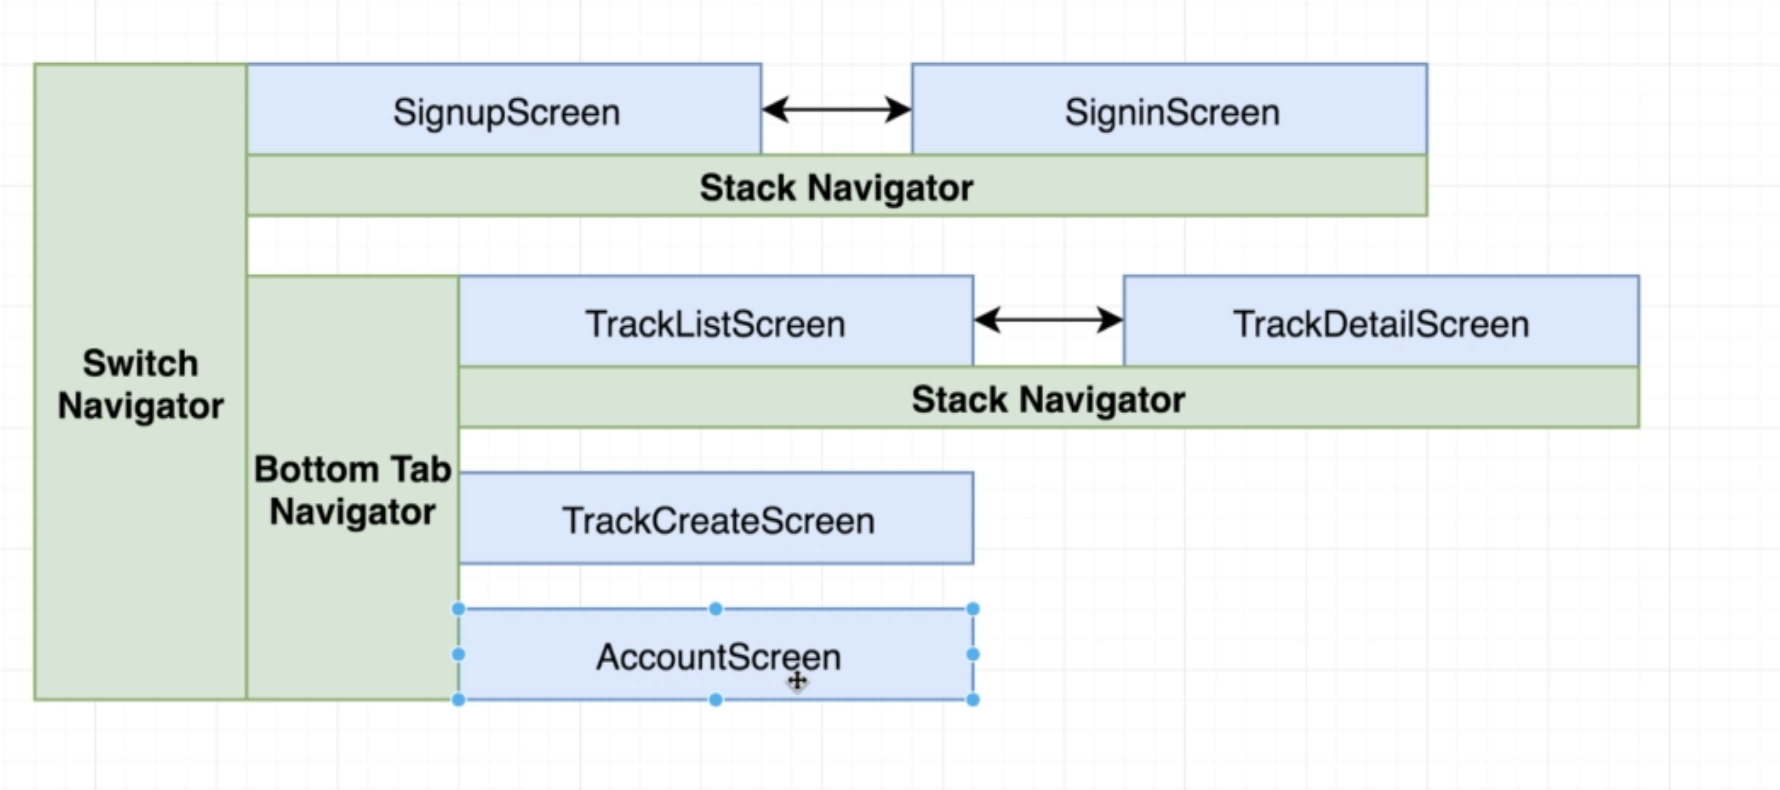 SignupScreen
SigninScreen
Stack Navigator
Switch
Navigator
Bottom Tab
Navigator
TrackListScreen
TrackDetailScreen
Stack Navigator
TrackCreateScreen
AccountScreen